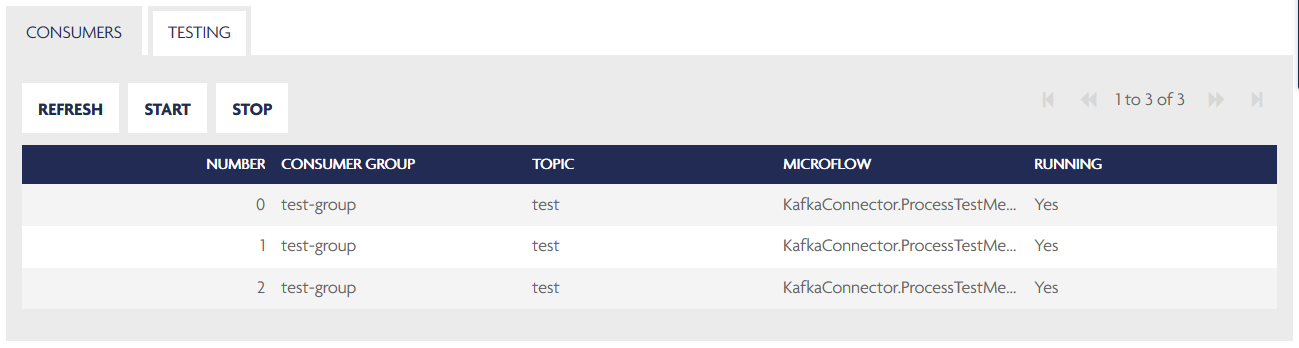 CONSUMERS TESTING
REFRESH START STOP 1 to 3 of 3
NUMBER CONSUMER GROUP TOPIC MICROFLOW RUNNING
0 test-group test KafkaConnector.ProcessTestMe... Yes
1 test-group test KafkaConnector.ProcessTestMe... Yes
2 test-group test KafkaConnector.ProcessTestMe... Yes